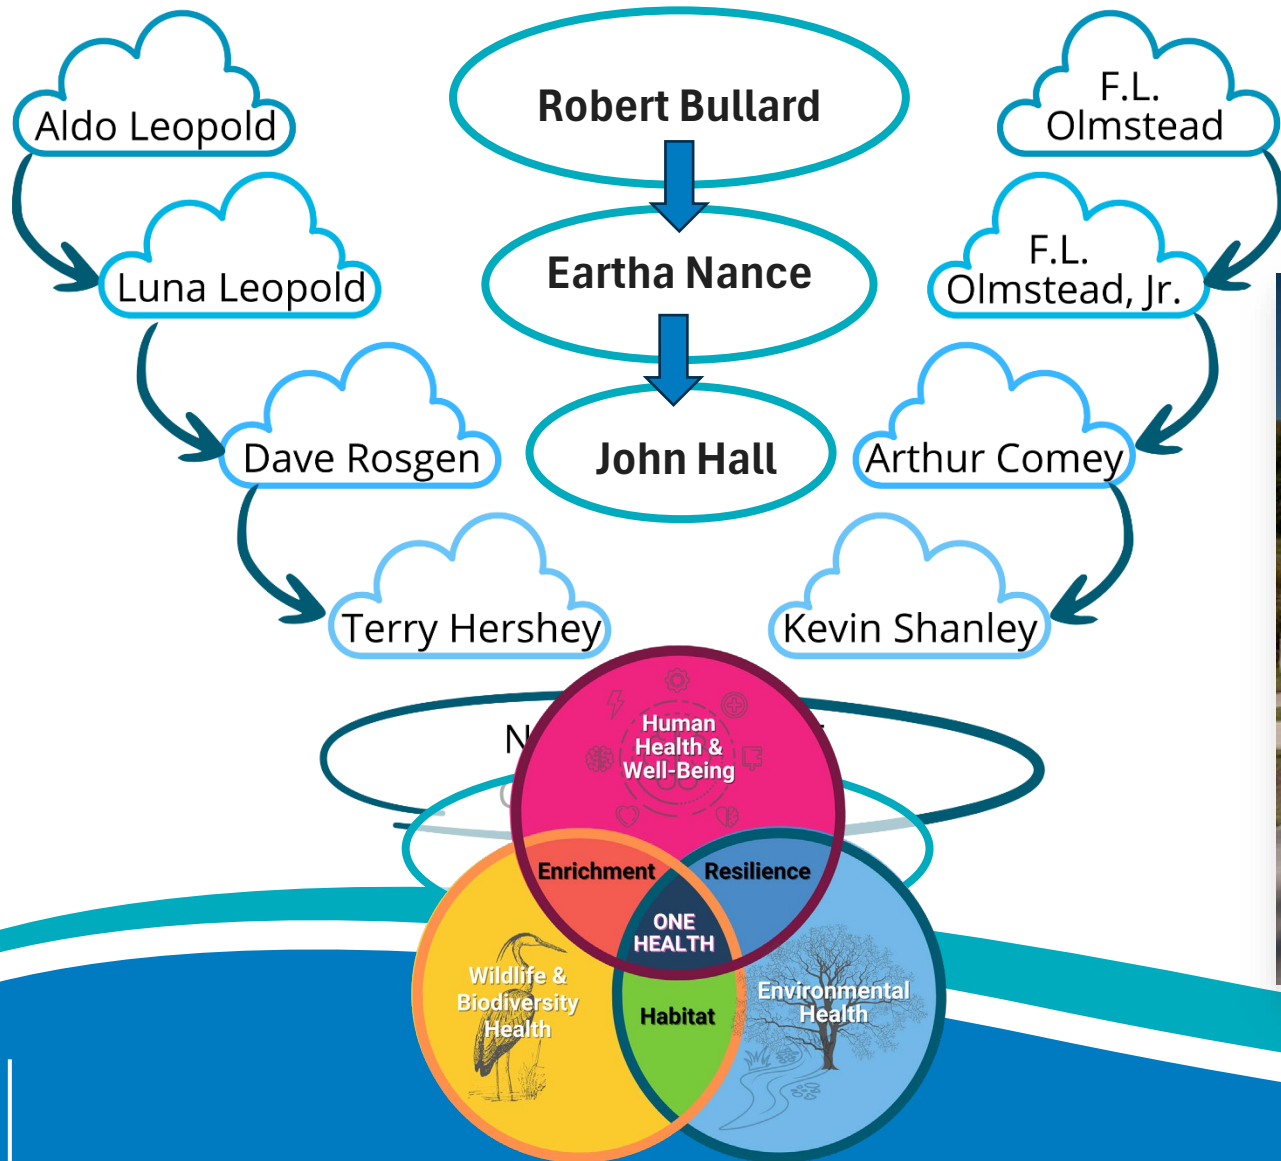 Aldo Leopold
Luna Leopold
Dave Rosgen
Terry Hershey
Robert Bullard
Eartha Nance
John Hall
F.L.
Olmstead
F.L.
Olmstead, Jr.
Arthur Comey
Kevin Shanley
Human
Health &
Well-Being
Enrichment
Resilience
ONE
HEALTH
Wildlife &
Biodiversity
Health
Habitat
Environmental
Health